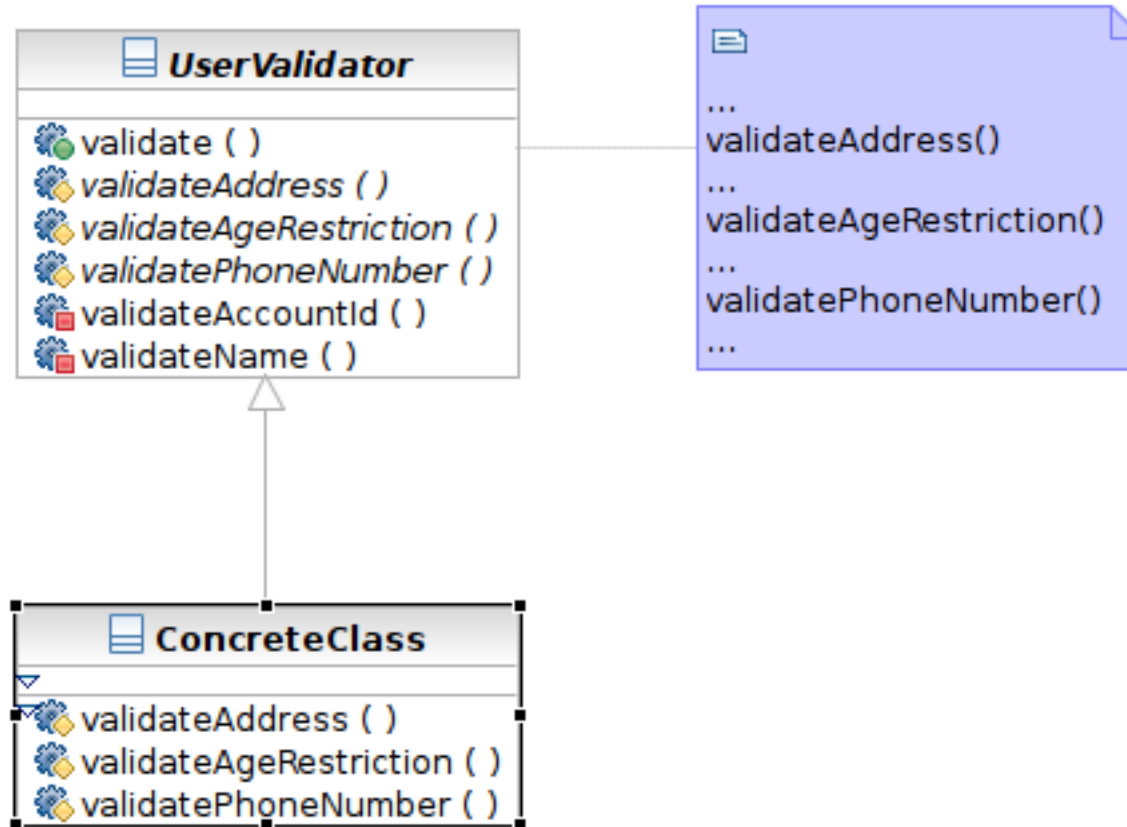 UserValidator
validate ( )
validateAddress ( )
validateAgeRestriction ( )
validatePhoneNumber ( )
validateAccountId ( )
validateName ( )
...
validateAddress()
...
validateAgeRestriction()
...
validatePhoneNumber()
...
ConcreteClass
validateAddress ( )
validateAgeRestriction ( )
validatePhoneNumber ( )